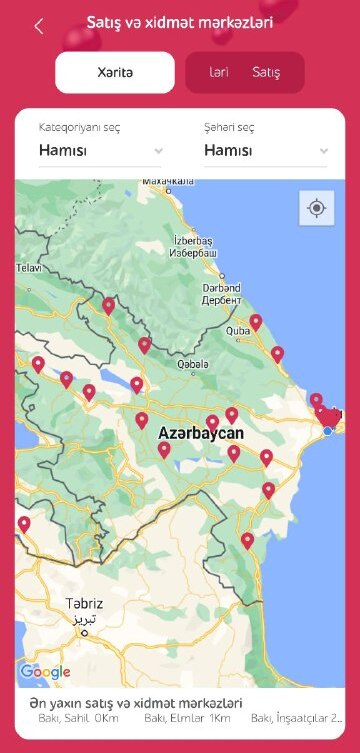 Satış və xidmət mərkəzləri
Xəritə
ləri Satış
Kateqoriyanı seç
Şəhəri seç
Hamısı
Hamısı
Махачкала
İzberbaş
Избербаш
Telavi
Dərbənd
Дербент
Quba
Qəbələ
Azərbaycan
Təbriz
تبریز
Google
Ən yaxın satış və xidmət mərkəzləri
Bakı, Sahil 0Km
Bakı, Elmlar 1Km
Bakı, İnşaatçılar 2..